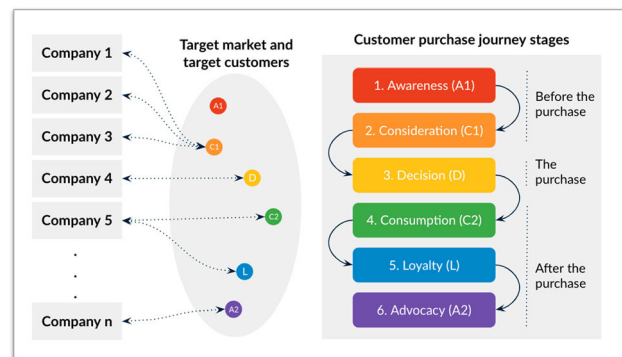 Company 1
Company 2
Company 3
Company 4
Company 5
.
.
.
Company n
Target market and
target customers
A1
C1
D
C2
L
A2
Customer purchase journey stages
1. Awareness (A1)
2. Consideration (C1)
3. Decision (D)
4. Consumption (C2)
5. Loyalty (L)
6. Advocacy (A2)
Before the
purchase
The
purchase
After the
purchase